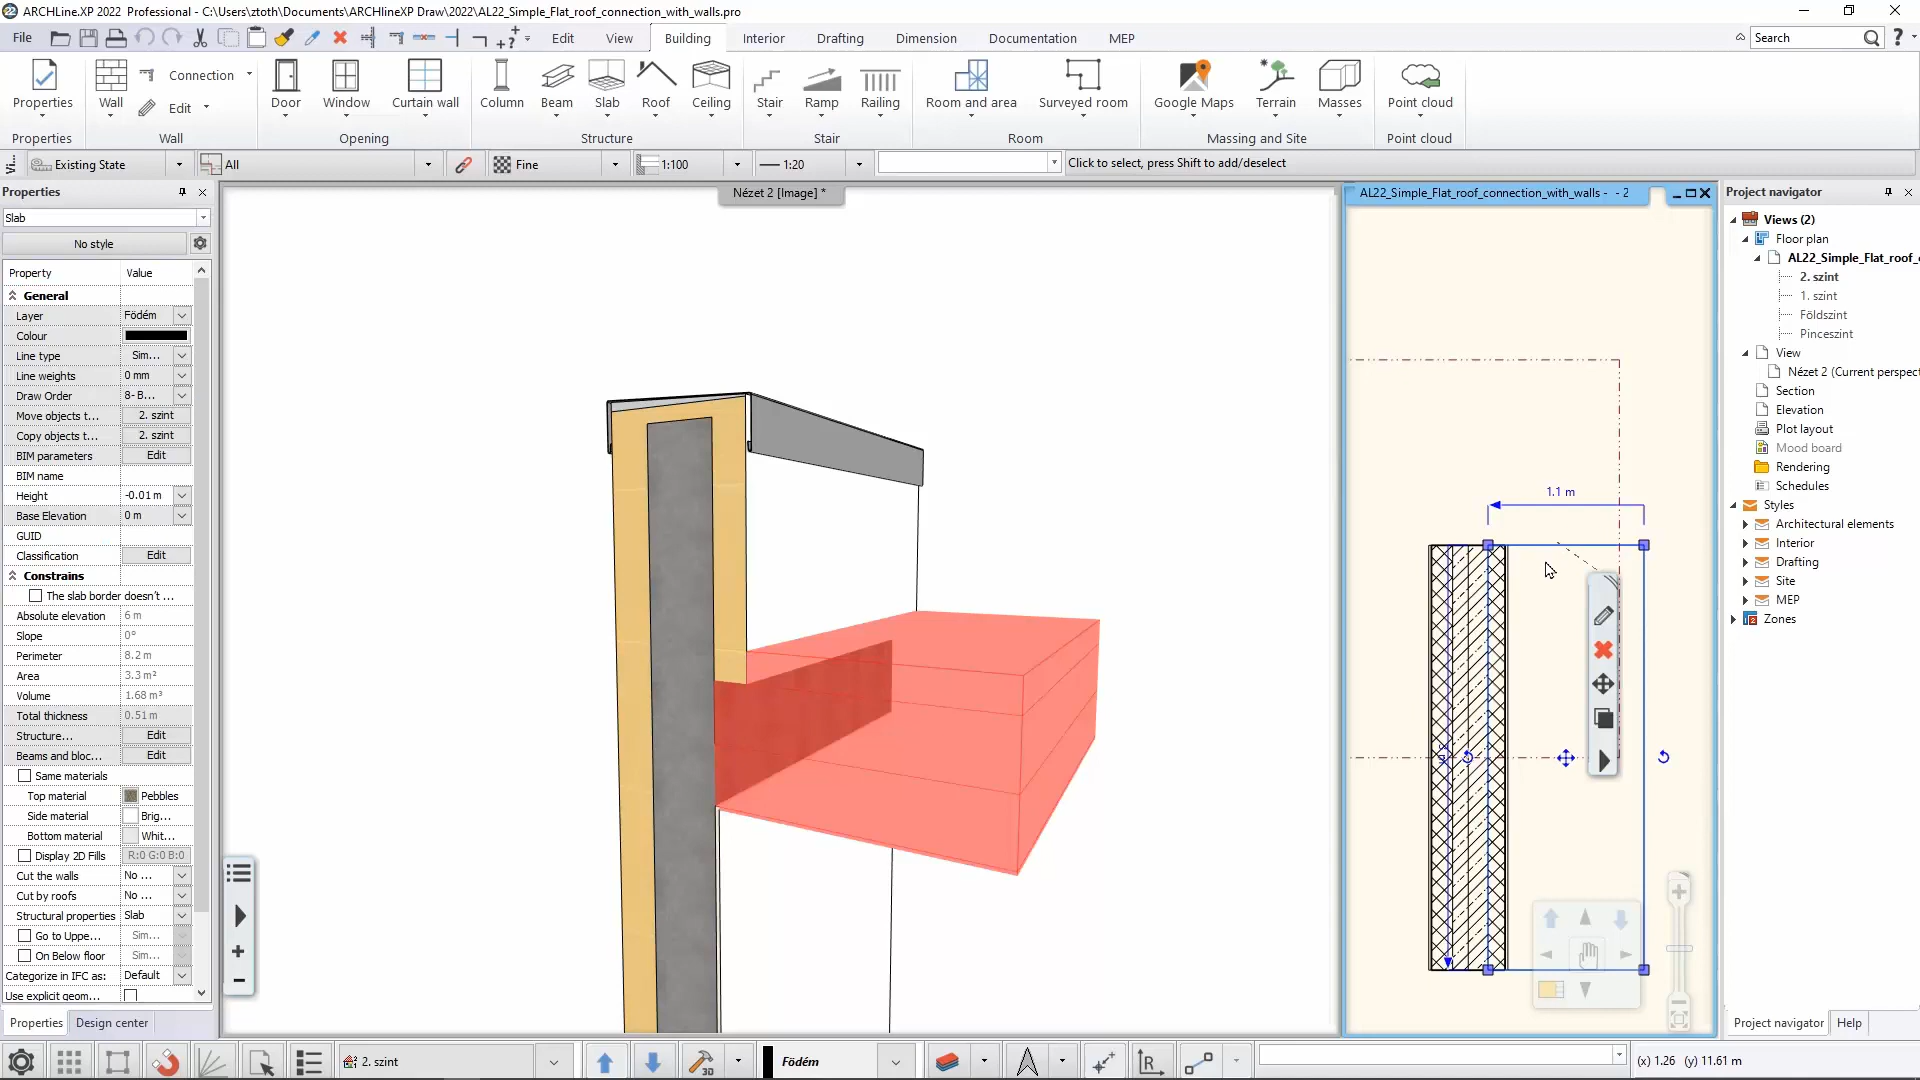 ARCHLine.XP 2022 Professional - C:\Users\ztoth\Documents\ARCHlineXP Draw\2022\AL22_Simple_Flat_roof_connection_with_walls.pro
File
Edit
View
Building
Interior
Drafting
Dimension
Documentation
MEP
Search
Properties
Wall
Connection
Edit
Door
Window
Curtain wall
Column
Beam
Slab
Roof
Ceiling
Stair
Ramp
Railing
Room and area
Surveyed room
Google Maps
Terrain
Masses
Point cloud
Properties
Wall
Opening
Structure
Stair
Room
Massing and Site
Point cloud
Existing State
All
Fine
1:100
1:20
Click to select, press Shift to add/deselect
Properties
Slab
No style
Property Value
General
Layer Födém
Colour
Line type Sim...
Line weights 0 mm
Draw Order 8- B...
Move objects t... 2. szint
Copy objects t... 2. szint
BIM parameters Edit
BIM name
Height -0.01 m
Base Elevation 0 m
GUID
Classification Edit
Constrains
The slab border doesn't ...
Absolute elevation 6 m
Slope 0°
Perimeter 8.2 m
Area 3.3 m²
Volume 1.68 m³
Total thickness 0.51 m
Structure... Edit
Beams and bloc... Edit
Same materials
Top material Pebbles
Side material Brig...
Bottom material Whit...
Display 2D Fills R:0 G:0 B:0
Cut the walls No ...
Cut by roofs No ...
Structural properties Slab
Go to Uppe... Sim...
On Below floor Sim...
Categorize in IFC as: Default
Use explicit geom...
Properties
Design center
Nézet 2 [Image] *
AL22_Simple_Flat_roof_connection_with_walls - - 2
1.1 m
Project navigator
Views (2)
Floor plan
AL22_Simple_Flat_roof_
2. szint
1. szint
Földszint
Pinceszint
View
Nézet 2 (Current perspect
Section
Elevation
Plot layout
Mood board
Rendering
Schedules
Styles
Architectural elements
Interior
Drafting
Site
MEP
Zones
Project navigator
Help
2. szint
3D
Födém
R
(x) 1.26 (y) 11.61 m